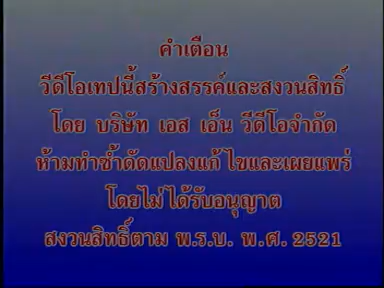 คำเตือน
วีดีโอเทปนี้สร้างสรรค์และสงวนสิทธิ์
โดย บริษัท เอส เอ็น วีดีโอจำกัด
ห้ามทำซ้ำดัดแปลงแก้ไขและเผยแพร่
โดยไม่ได้รับอนุญาต
สงวนสิทธิ์ตาม พ.ร.บ. พ.ศ. 2521